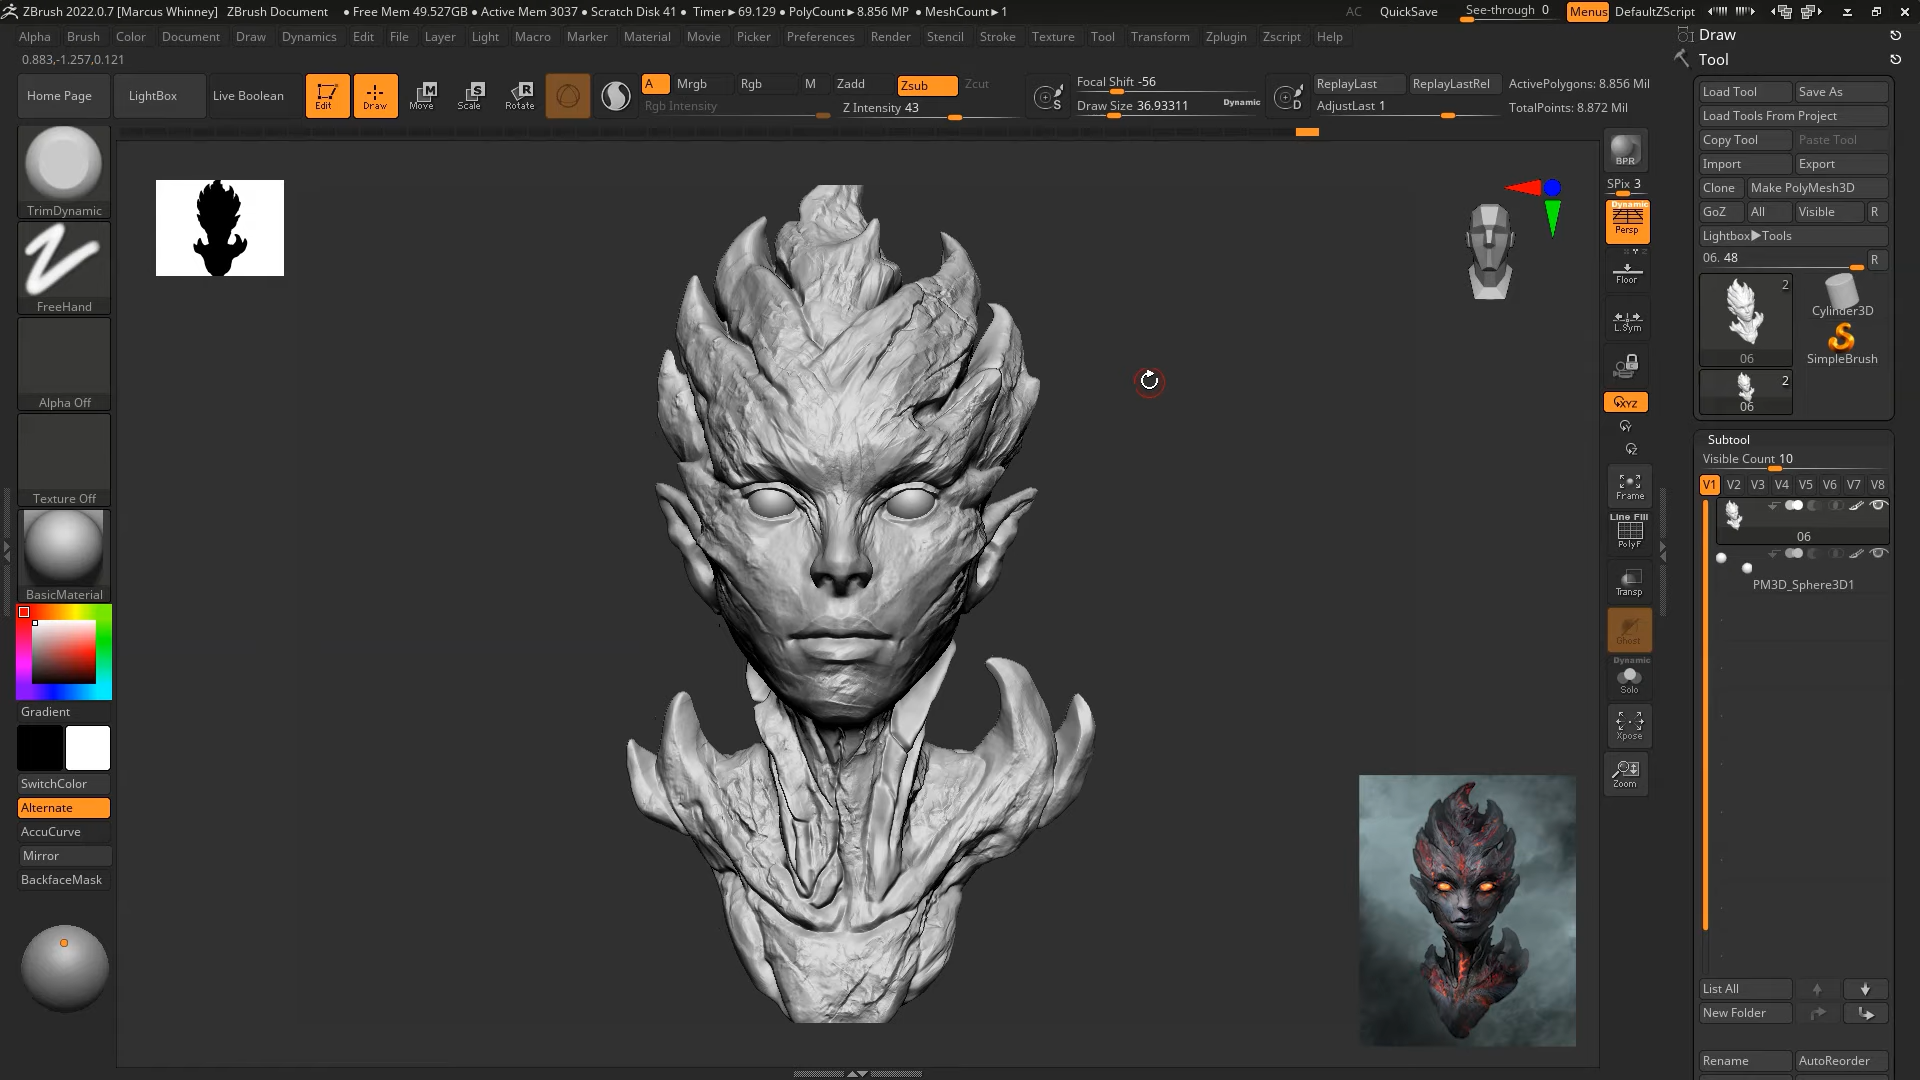 ZBrush 2022.0.7 [Marcus Whinney] ZBrush Document ● Free Mem 49.527GB ● Active Mem 3037 ● Scratch Disk 41 ● Timer►69.129 ● PolyCount►8.856 MP ● MeshCount►1 AC QuickSave See-through 0 Menus DefaultZScript
Alpha Brush Color Document Draw Dynamics Edit File Layer Light Macro Marker Material Movie Picker Preferences Render Stencil Stroke Texture Tool Transform Zplugin Zscript Help
0.883,-1.257,0.121
Home Page LightBox Live Boolean Edit Draw Move Scale Rotate
A Mrgb Rgb M Zadd Zsub Zcut
Rgb Intensity Z Intensity 43
S Focal Shift -56
Draw Size 36.93311 Dynamic
D ReplayLast ReplayLastRel ActivePolygons: 8.856 Mil
AdjustLast 1 TotalPoints: 8.872 Mil
TrimDynamic
FreeHand
Alpha Off
Texture Off
BasicMaterial
Gradient
SwitchColor
Alternate
AccuCurve
Mirror
BackfaceMask
BPR
SPix 3
Dynamic
Persp
Floor
L.Sym
XYZ
Frame
Line Fill
PolyF
Transp
Ghost
Dynamic
Solo
Xpose
Zoom
Draw
Tool
Load Tool Save As
Load Tools From Project
Copy Tool Paste Tool
Import Export
Clone Make PolyMesh3D
GoZ All Visible R
Lightbox►Tools
06. 48 R
2
Cylinder3D
06 SimpleBrush
2
06
Subtool
Visible Count 10
V1 V2 V3 V4 V5 V6 V7 V8
06
PM3D_Sphere3D1
List All
New Folder
Rename AutoReorder